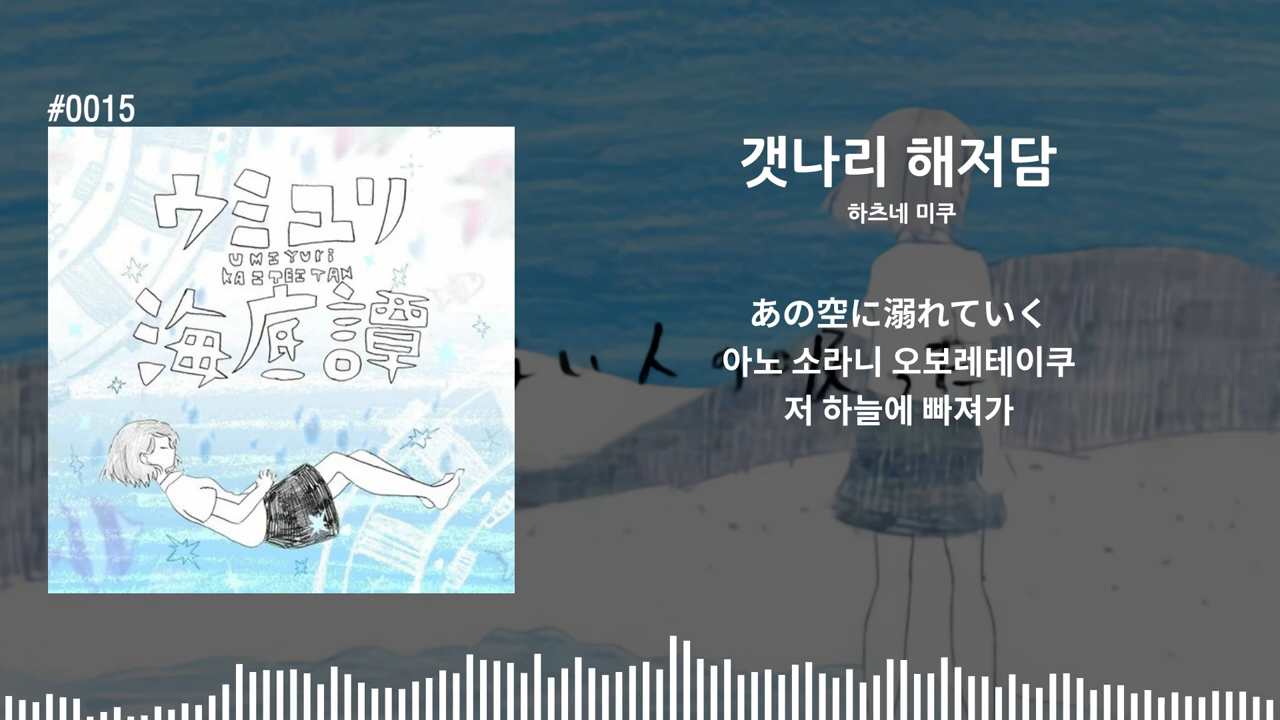 #0015
ウミユリ
UMIYURi
KAITEITAN
海底譚
갯나리 해저담
하츠네 미쿠
あの空に溺れていく
아노 소라니 오보레테이쿠
저 하늘에 빠져가